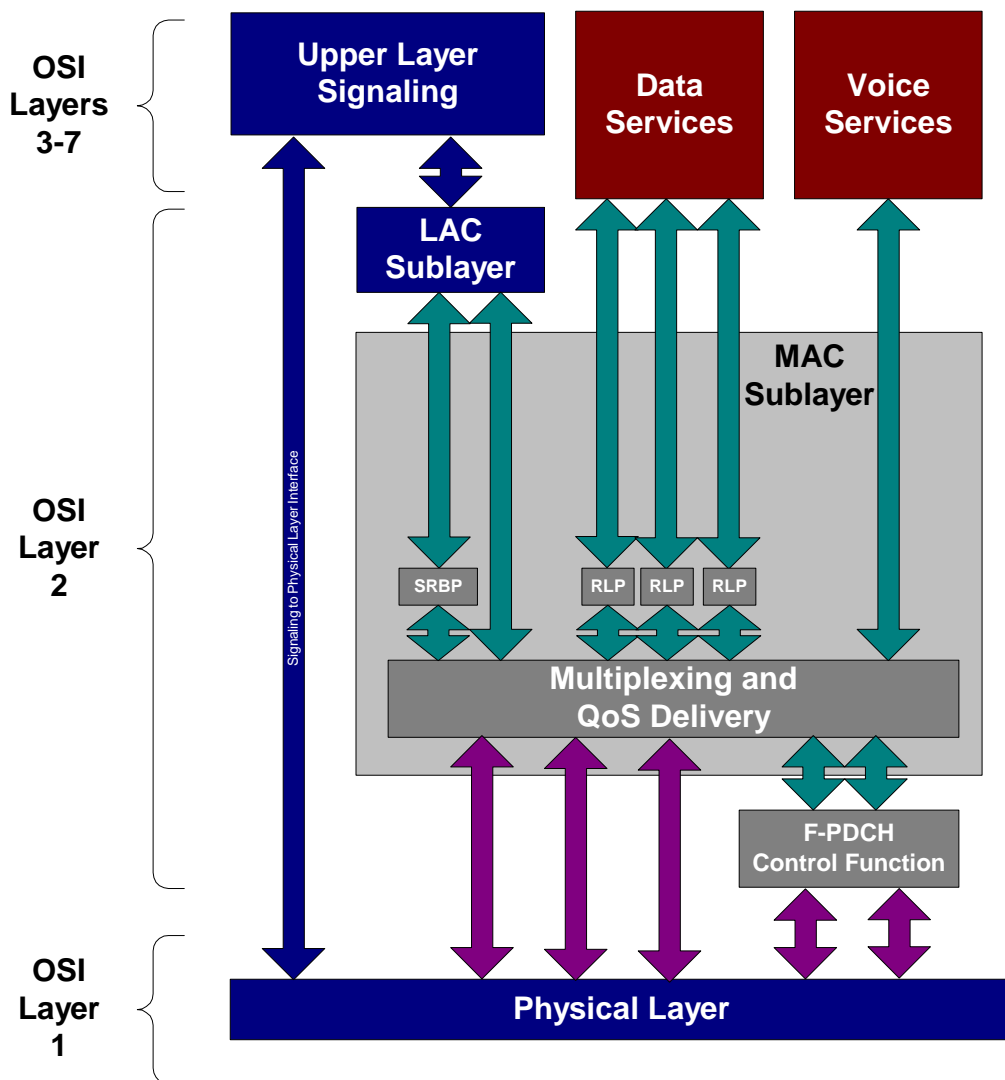 OSI
Layers
3-7
Upper Layer
Signaling
Data
Services
Voice
Services
LAC
Sublayer
MAC
Sublayer
OSI
Layer
2
Signaling to Physical Layer Interface
SRBP
RLP
RLP
RLP
Multiplexing and
QoS Delivery
F-PDCH
Control Function
OSI
Layer
1
Physical Layer